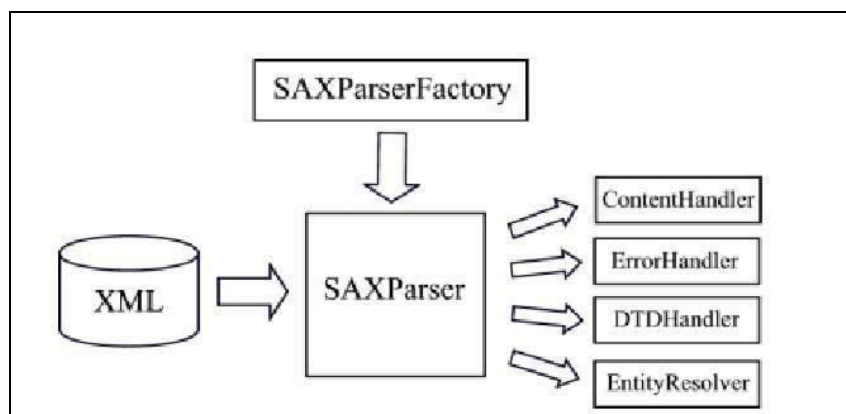 SAXParserFactory
ContentHandler
XML
SAXParser
ErrorHandler
DTDHandler
EntityResolver